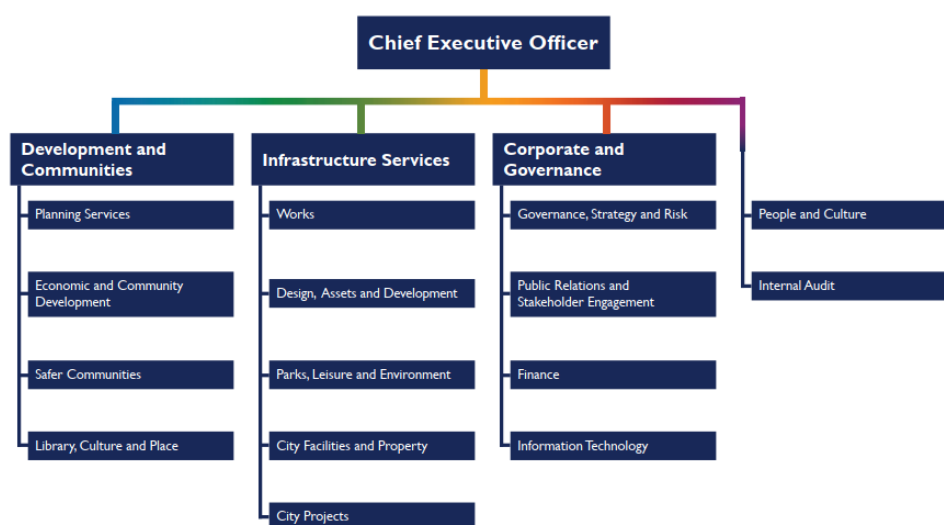 Chief Executive Officer
Development and
Communities
Planning Services
Economic and Community
Development
Safer Communities
Library, Culture and Place
Infrastructure Services
Works
Design, Assets and Development
Parks, Leisure and Environment
City Facilities and Property
City Projects
Corporate and
Governance
Governance, Strategy and Risk
Public Relations and
Stakeholder Engagement
Finance
Information Technology
People and Culture
Internal Audit